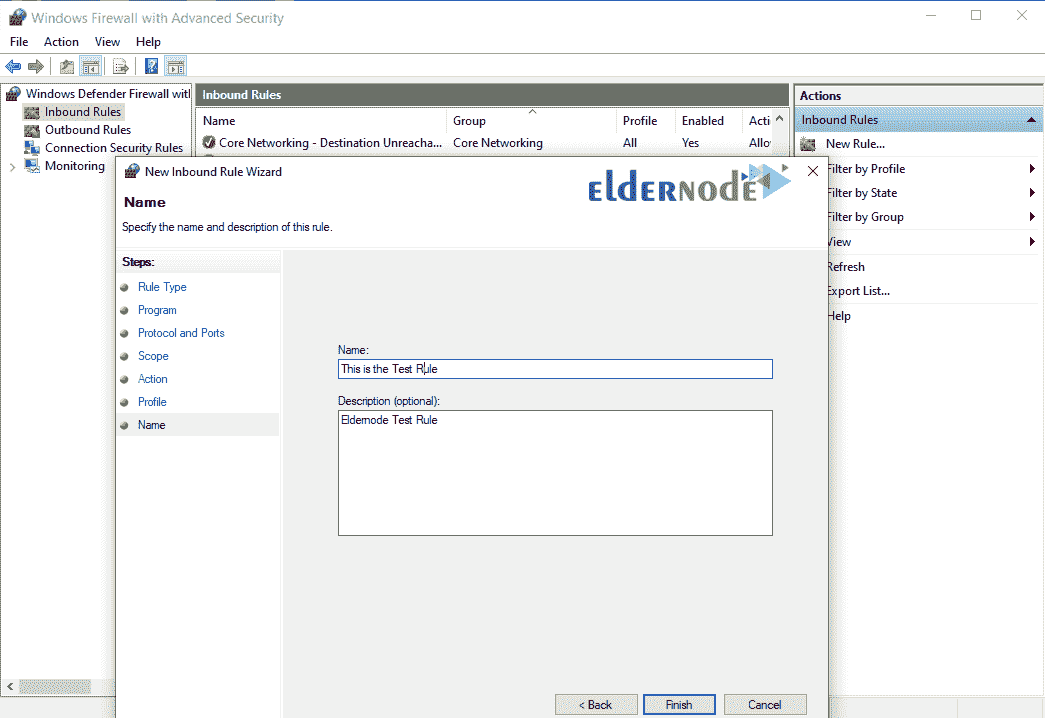 Windows Firewall with Advanced Security
File Action View Help
Windows Defender Firewall with
Inbound Rules
Outbound Rules
Connection Security Rules
Monitoring
Inbound Rules
Name Group Profile Enabled Acti
Core Networking - Destination Unreacha... Core Networking All Yes Allo
Actions
Inbound Rules
New Rule...
Filter by Profile
Filter by State
Filter by Group
View
Refresh
Export List...
Help
New Inbound Rule Wizard
eldernode
Name
Specify the name and description of this rule.
Steps:
Rule Type
Program
Protocol and Ports
Scope
Action
Profile
Name
Name:
This is the Test Rule
Description (optional):
Eldernode Test Rule
< Back Finish Cancel